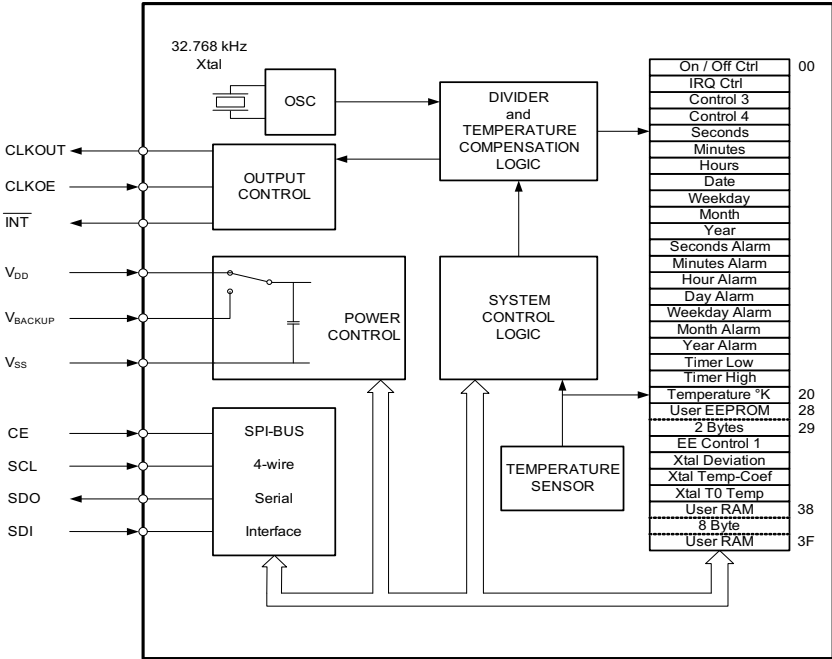 32.768 kHz
Xtal
OSC
DIVIDER
and
TEMPERATURE
COMPENSATION
LOGIC
CLKOUT
CLKOE
INT
OUTPUT
CONTROL
VDD
VBACKUP
VSS
POWER
CONTROL
SYSTEM
CONTROL
LOGIC
CE
SCL
SDO
SDI
SPI-BUS
4-wire
Serial
Interface
TEMPERATURE
SENSOR
On / Off Ctrl 00
IRQ Ctrl
Control 3
Control 4
Seconds
Minutes
Hours
Date
Weekday
Month
Year
Seconds Alarm
Minutes Alarm
Hour Alarm
Day Alarm
Weekday Alarm
Month Alarm
Year Alarm
Timer Low
Timer High
Temperature °K 20
User EEPROM 28
2 Bytes 29
EE Control 1
Xtal Deviation
Xtal Temp-Coef
Xtal T0 Temp
User RAM 38
8 Byte
User RAM 3F